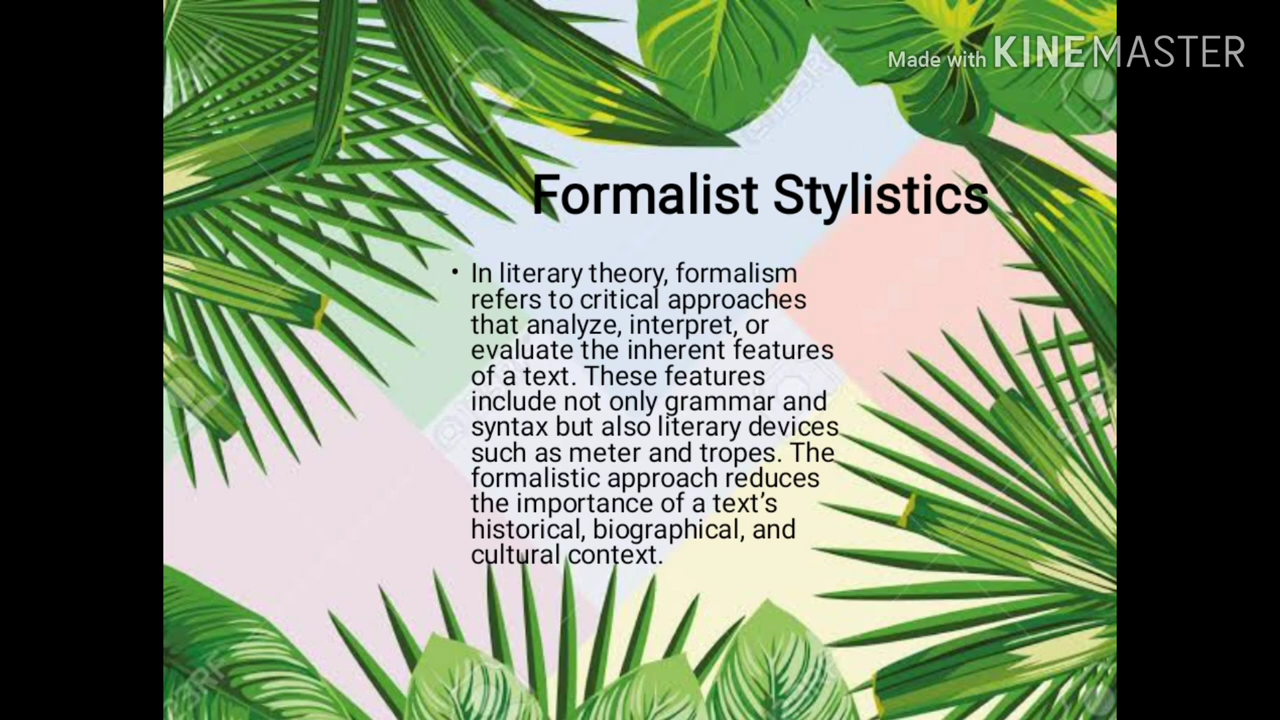 Made with KINEMASTER
Formalist Stylistics
• In literary theory, formalism
refers to critical approaches
that analyze, interpret, or
evaluate the inherent features
of a text. These features
include not only grammar and
syntax but also literary devices
such as meter and tropes. The
formalistic approach reduces
the importance of a text’s
historical, biographical, and
cultural context.